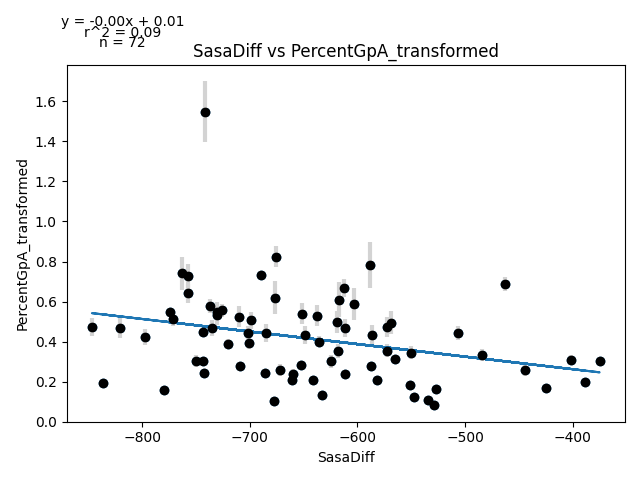 y = -0.00x + 0.01
r^2 = 0.09
n = 72
SasaDiff vs PercentGpA_transformed
PercentGpA_transformed
1.6
1.4
1.2
1.0
0.8
0.6
0.4
0.2
0.0
−800 −700 −600 −500 −400
SasaDiff